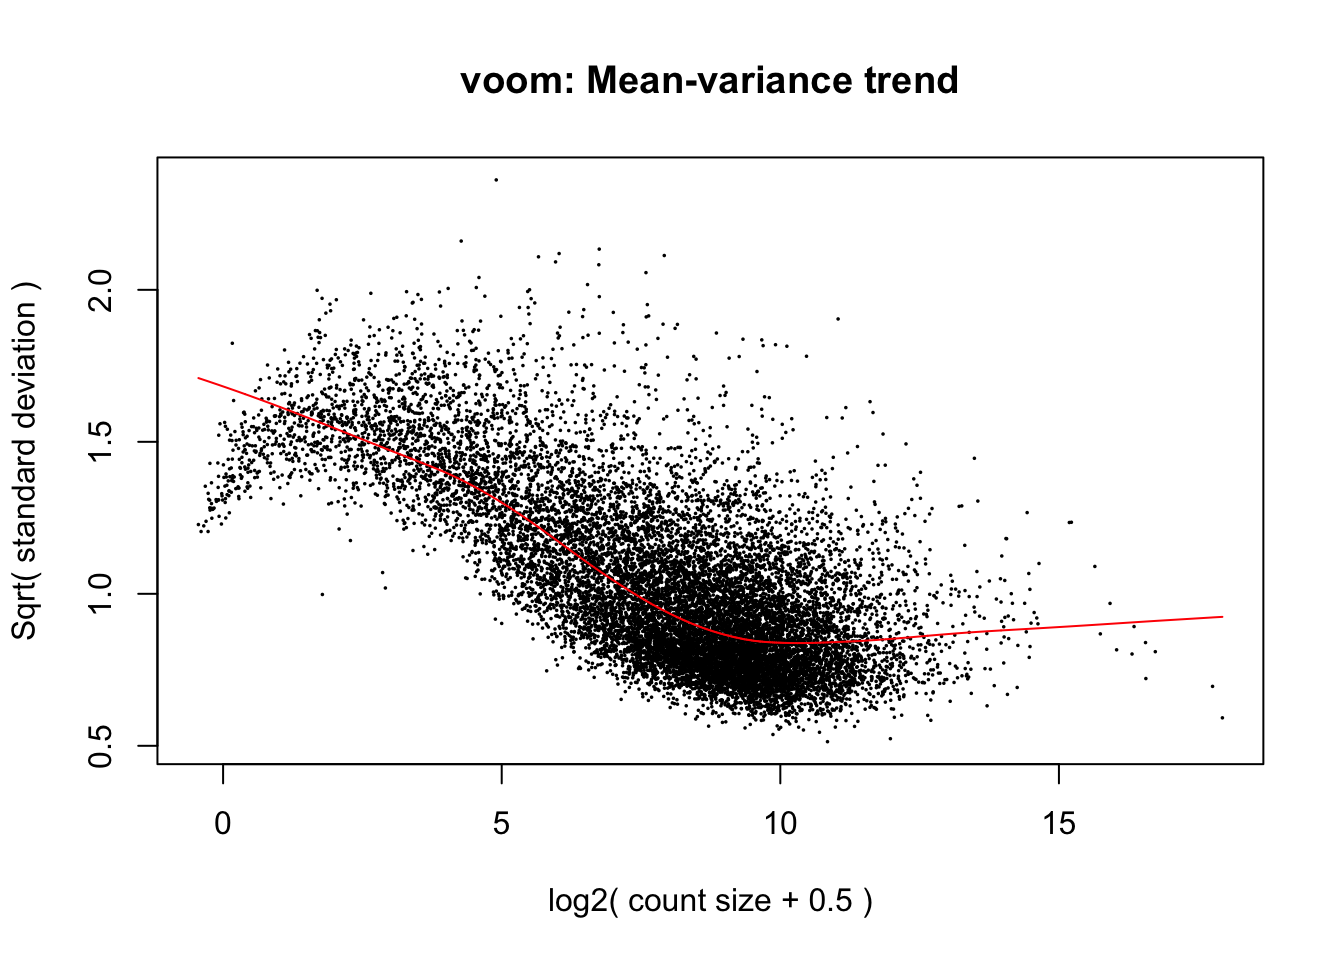 voom: Mean-variance trend
Sqrt( standard deviation )
2.0
1.5
1.0
0.5
0 5 10 15
log2( count size + 0.5 )